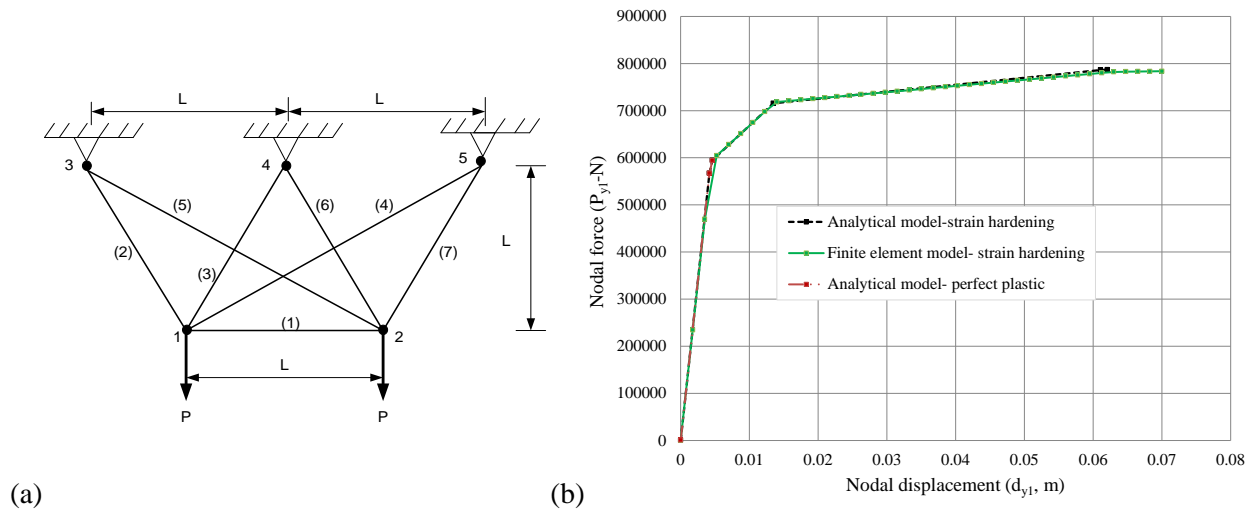 L
L
3
4
5
(5)
(6)
(4)
(2)
(3)
(7)
L
1
(1)
2
L
P
P
(a)
900000
800000
700000
600000
500000
400000
300000
200000
100000
0
Nodal force (Py1-N)
Analytical model-strain hardening
Finite element model- strain hardening
Analytical model- perfect plastic
0 0.01 0.02 0.03 0.04 0.05 0.06 0.07 0.08
Nodal displacement (dy1, m)
(b)